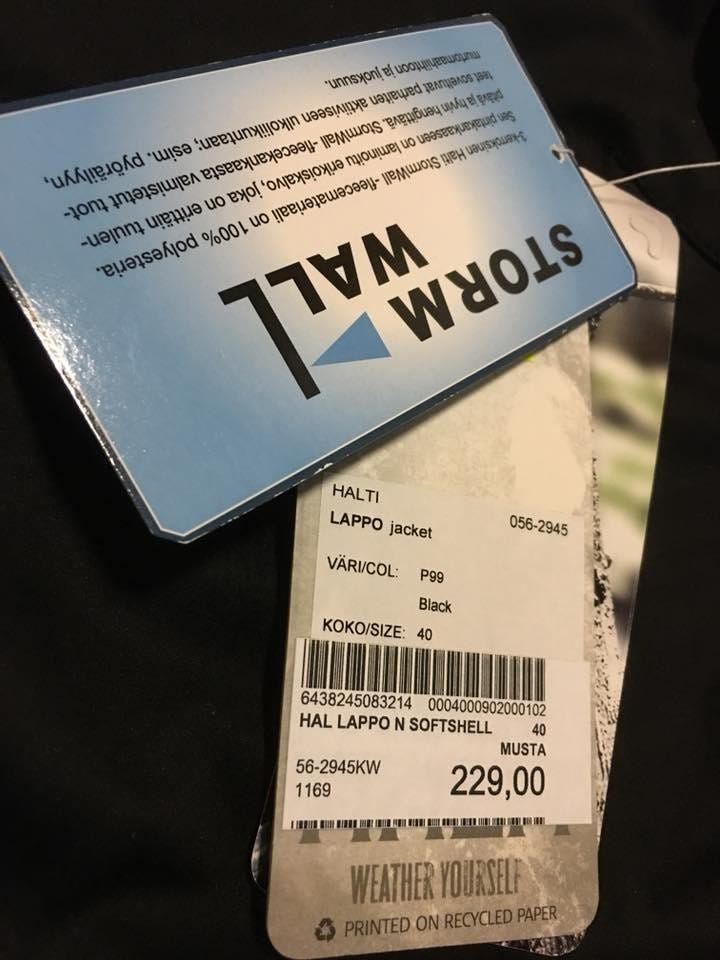 STORM
WALL
3-kerroksinen Halti StormWall -fleecemateriaali on 100% polyesteria.
Sen pintakankaaseen on laminoitu erikoiskalvo, joka on erittäin tuulen-
pitävä ja hyvin hengittävä. StormWall -fleecekankaasta valmistetut tuot-
teet soveltuvat parhaiten aktiiviseen ulkoliikuntaan; esim. pyöräilyyn,
murtomaahiihtoon ja juoksuun.
HALTI
LAPPO jacket 056-2945
VÄRI/COL: P99
Black
KOKO/SIZE: 40
6438245083214 0004000902000102
HAL LAPPO N SOFTSHELL 40
MUSTA
56-2945KW
1169 229,00
WEATHER YOURSELF
PRINTED ON RECYCLED PAPER